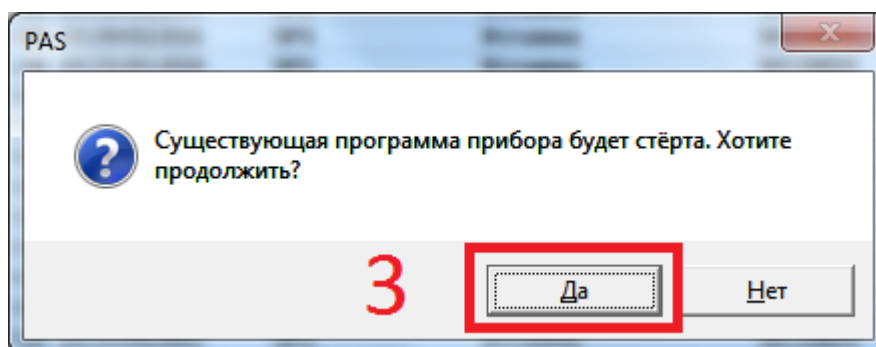 PAS
Существующая программа прибора будет стёрта. Хотите
продолжить?
3
Да
Нет